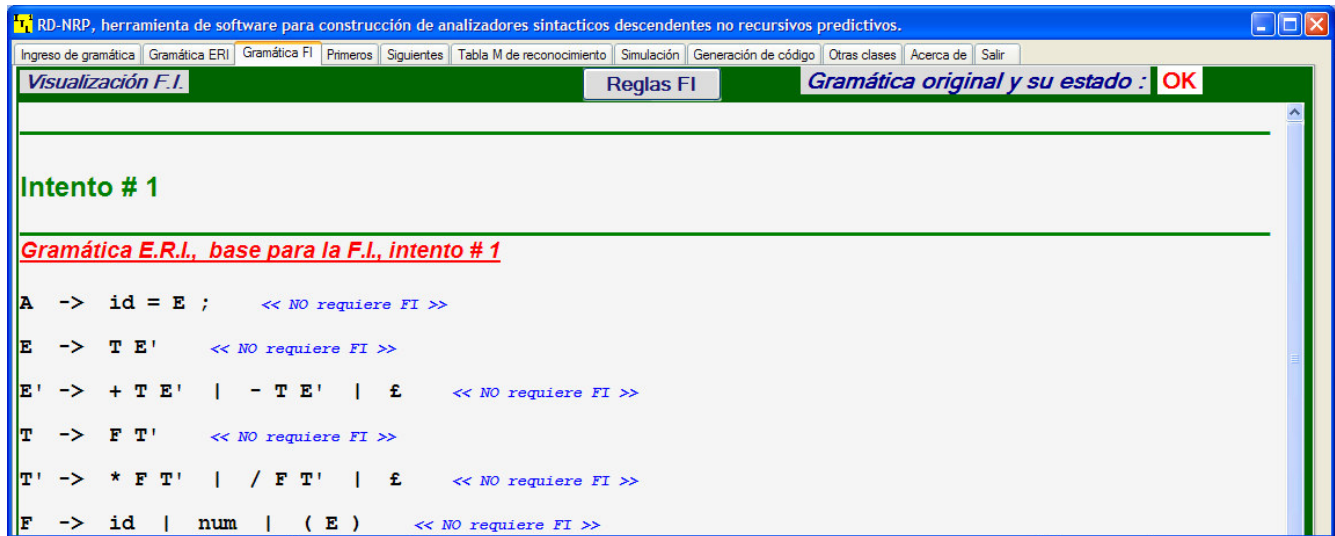 RD-NRP, herramienta de software para construcción de analizadores sintacticos descendentes no recursivos predictivos.
Ingreso de gramática Gramática ERI Gramática FI Primeros Siguientes Tabla M de reconocimiento Simulación Generación de código Otras clases Acerca de Salir
Visualización F.I. Reglas FI Gramática original y su estado : OK
Intento # 1
Gramática E.R.I., base para la F.I., intento # 1
A -> id = E ; << NO requiere FI >>
E -> T E' << NO requiere FI >>
E' -> + T E' | - T E' | £ << NO requiere FI >>
T -> F T' << NO requiere FI >>
T' -> * F T' | / F T' | £ << NO requiere FI >>
F -> id | num | ( E ) << NO requiere FI >>